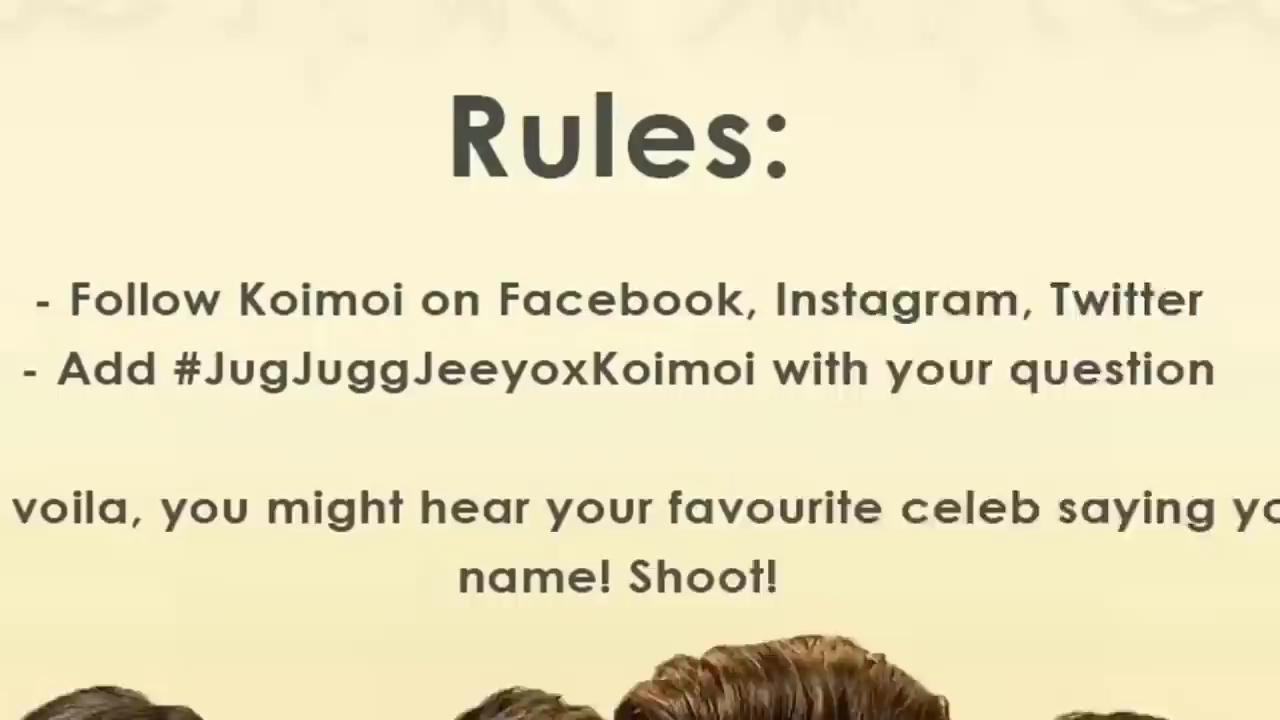 Rules:
- Follow Koimoi on Facebook, Instagram, Twitter
- Add #JugJuggJeeyoxKoimoi with your question
voila, you might hear your favourite celeb saying
name! Shoot!